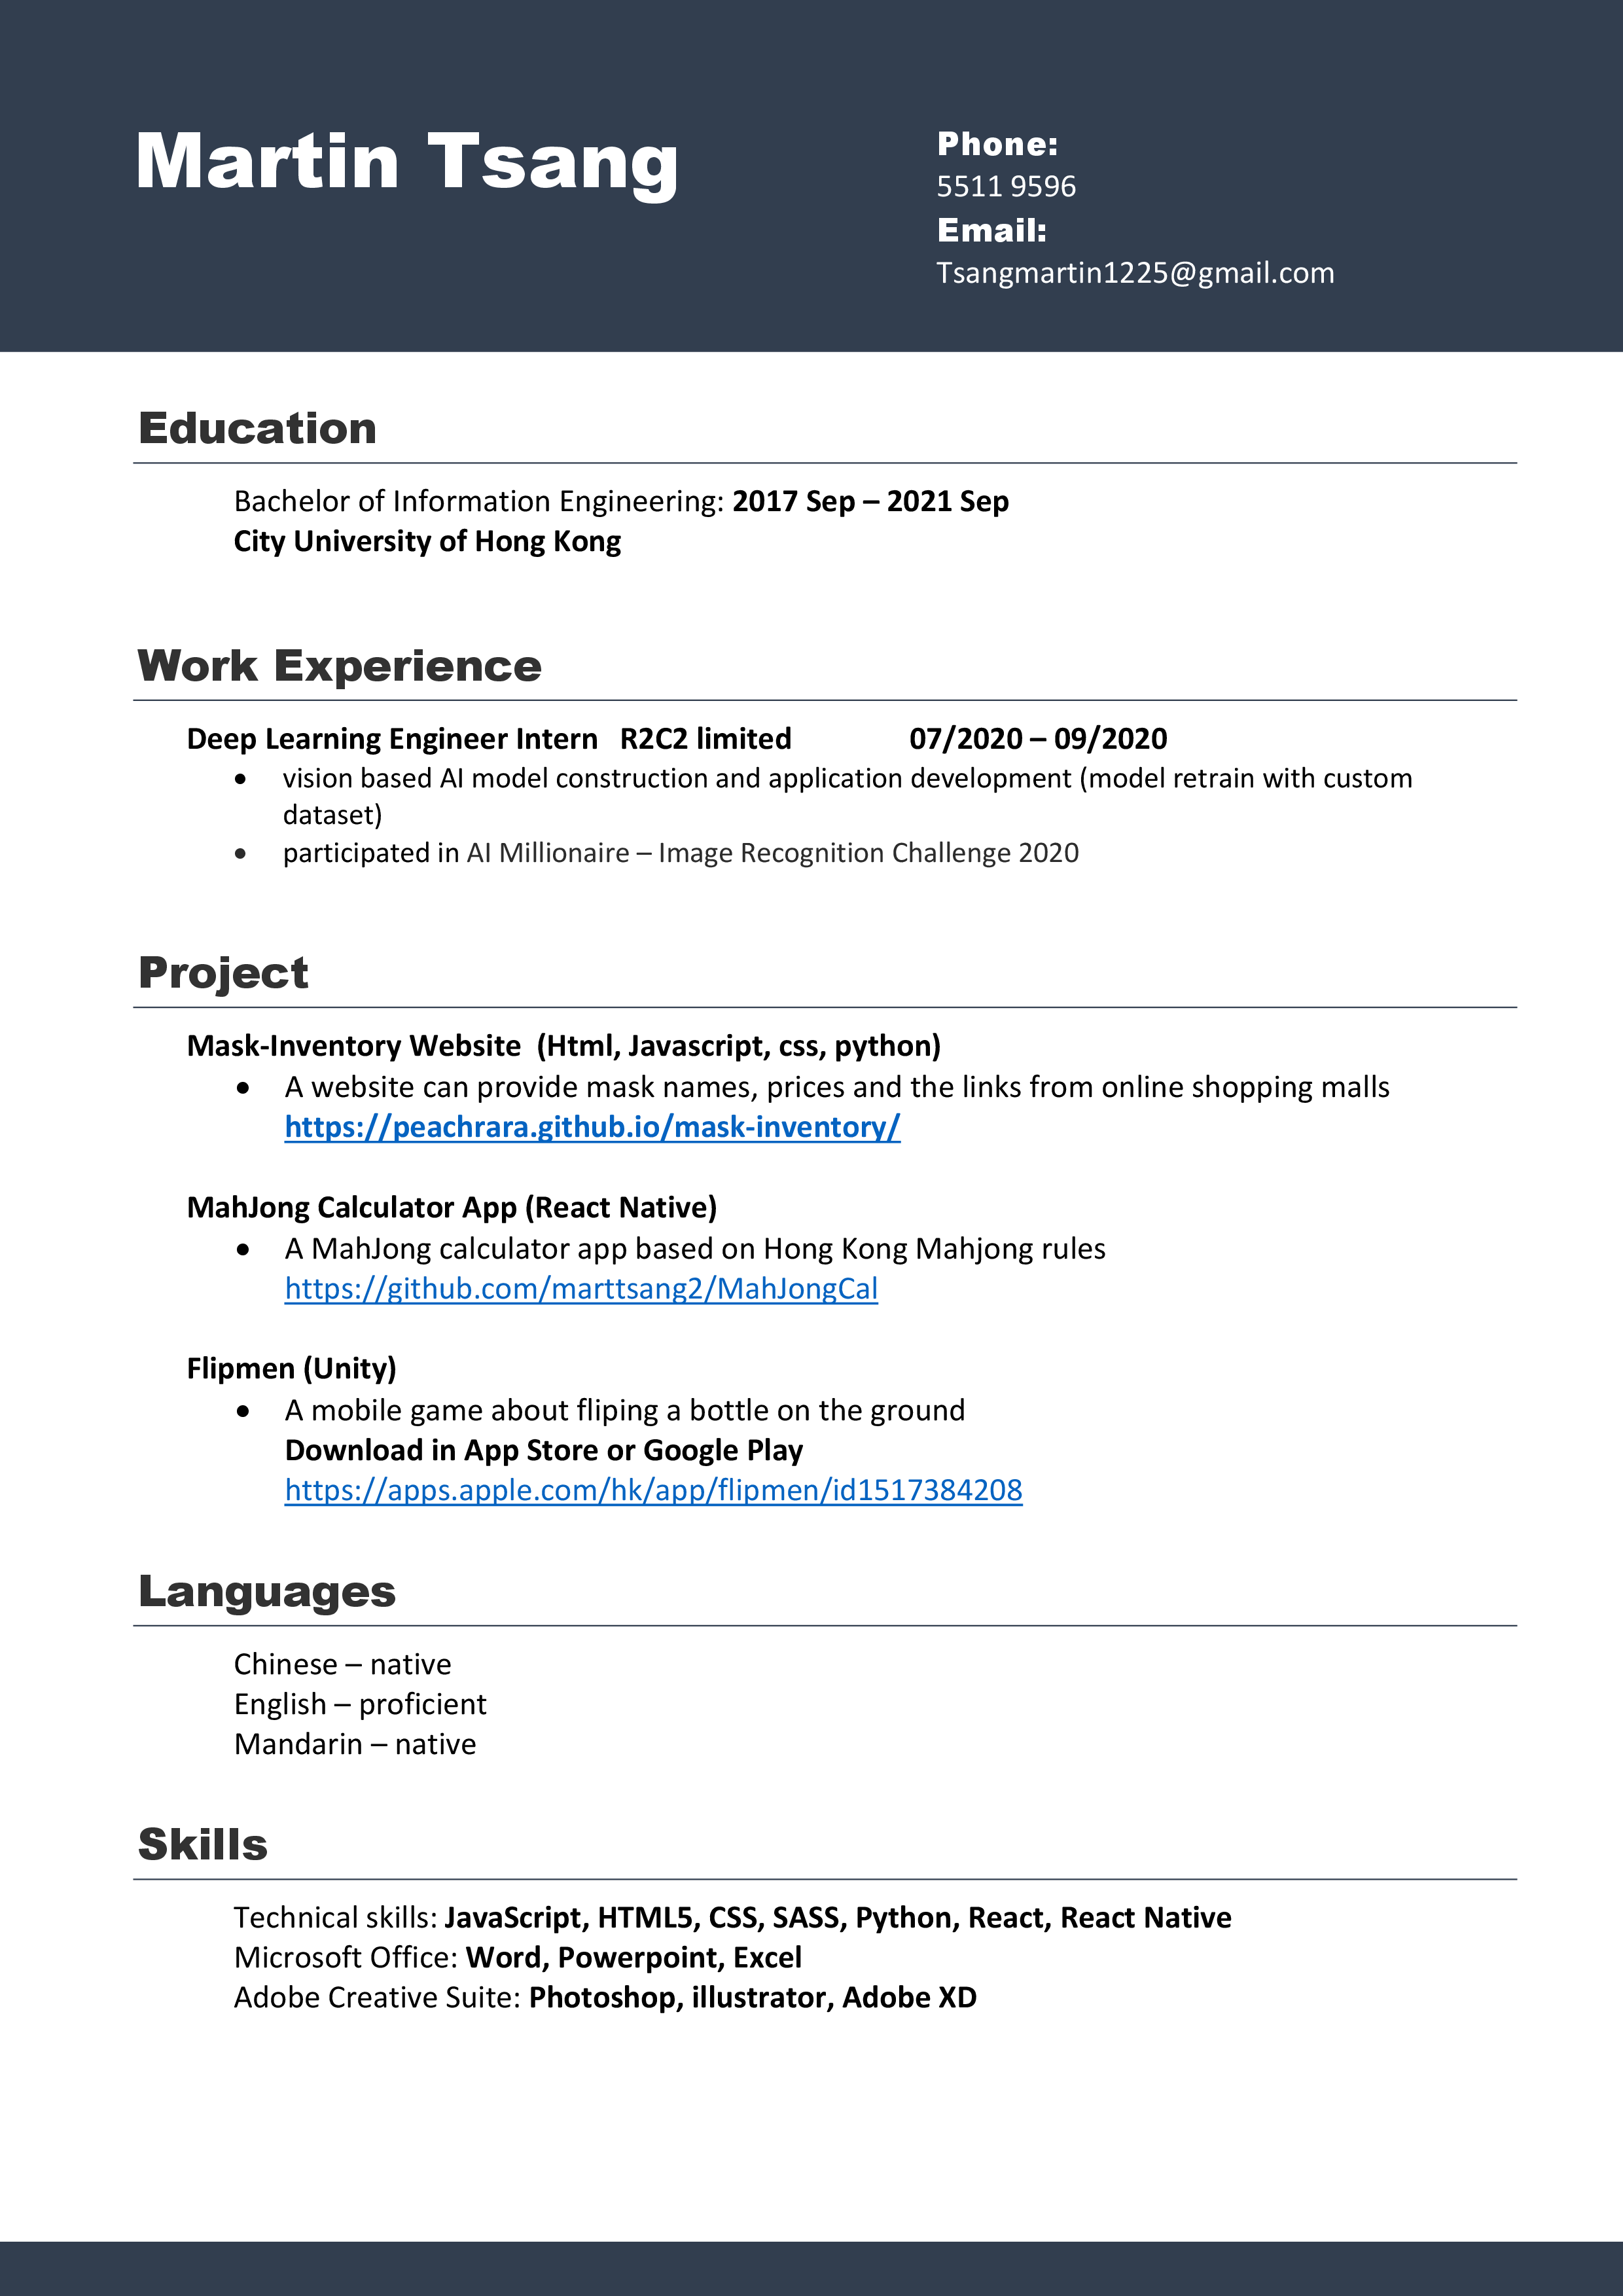 Martin Tsang
Phone:
5511 9596
Email:
Tsangmartin1225@gmail.com
Education
Bachelor of Information Engineering: 2017 Sep – 2021 Sep
City University of Hong Kong
Work Experience
Deep Learning Engineer Intern R2C2 limited 07/2020 – 09/2020
• vision based AI model construction and application development (model retrain with custom
dataset)
• participated in AI Millionaire – Image Recognition Challenge 2020
Project
Mask-Inventory Website (Html, Javascript, css, python)
• A website can provide mask names, prices and the links from online shopping malls
https://peachrara.github.io/mask-inventory/
MahJong Calculator App (React Native)
• A MahJong calculator app based on Hong Kong Mahjong rules
https://github.com/marttsang2/MahJongCal
Flipmen (Unity)
• A mobile game about fliping a bottle on the ground
Download in App Store or Google Play
https://apps.apple.com/hk/app/flipmen/id1517384208
Languages
Chinese – native
English – proficient
Mandarin – native
Skills
Technical skills: JavaScript, HTML5, CSS, SASS, Python, React, React Native
Microsoft Office: Word, Powerpoint, Excel
Adobe Creative Suite: Photoshop, illustrator, Adobe XD